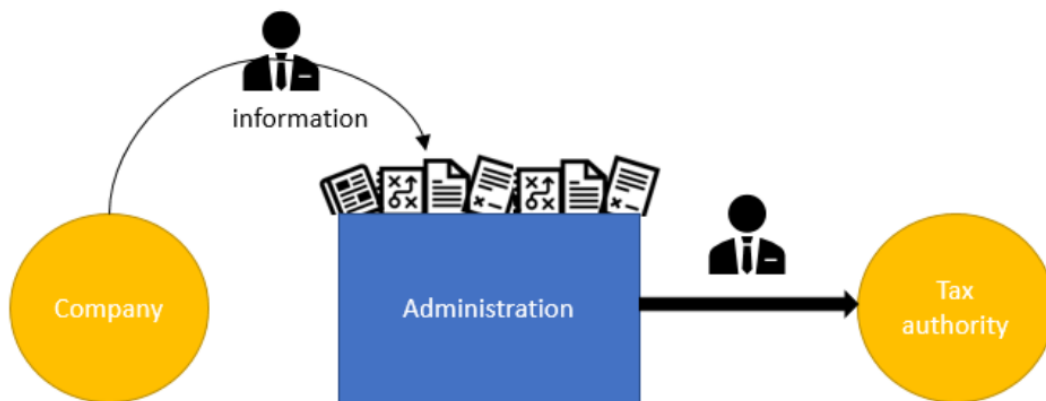 information
Company
Administration
Tax
authority